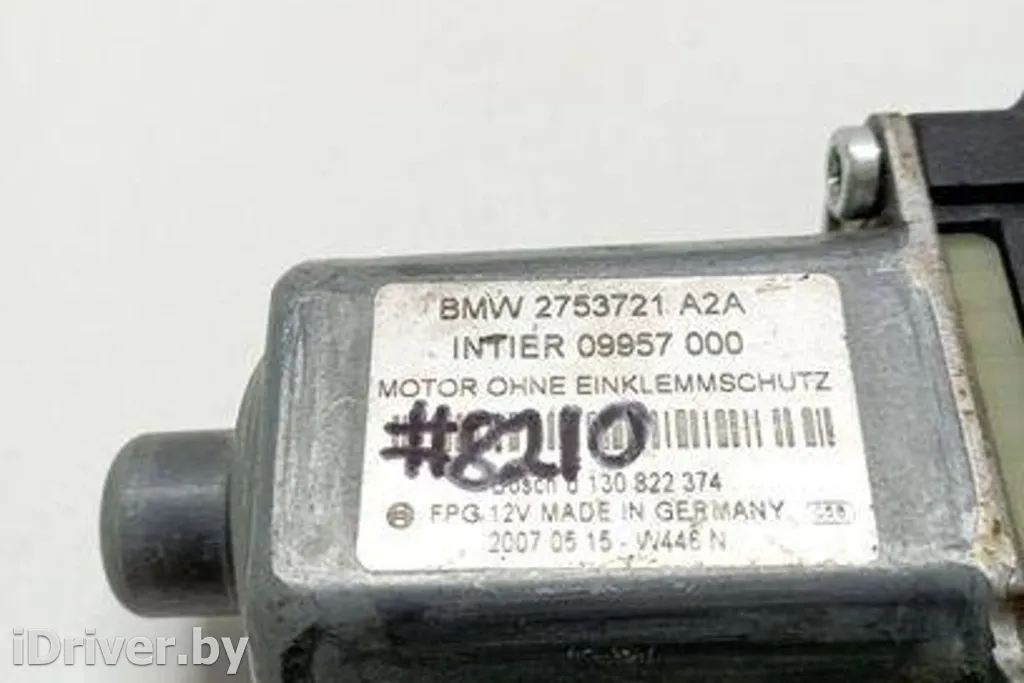 BMW 2753721 A2A
INTIER 09957 000
MOTOR OHNE EINKLEMMSCHUTZ
#8210
Bosch 0 130 822 374
FPG 12V MADE IN GERMANY
2007 05 15 - W446 N
iDriver.by